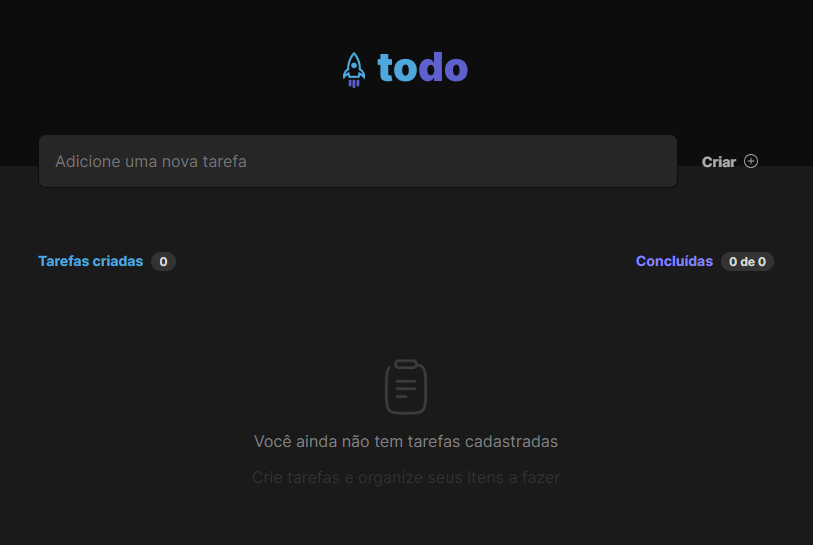 todo
Adicione uma nova tarefa
Criar
Tarefas criadas 0
Concluídas 0 de 0
Você ainda não tem tarefas cadastradas
Crie tarefas e organize seus itens a fazer